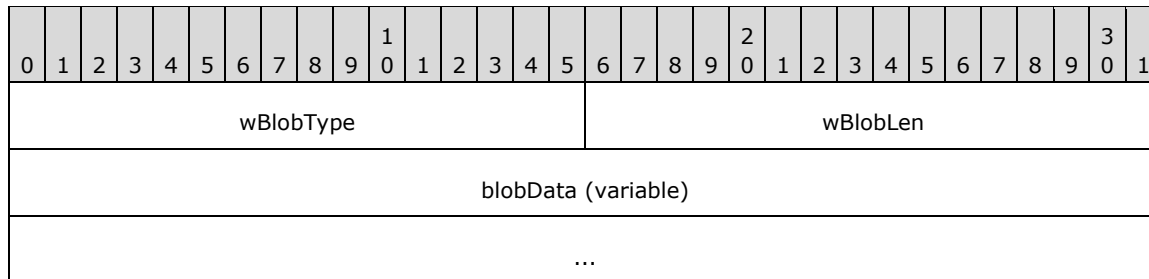 1 2 3
0 1 2 3 4 5 6 7 8 9 0 1 2 3 4 5 6 7 8 9 0 1 2 3 4 5 6 7 8 9 0 1
wBlobType wBlobLen
blobData (variable)
...